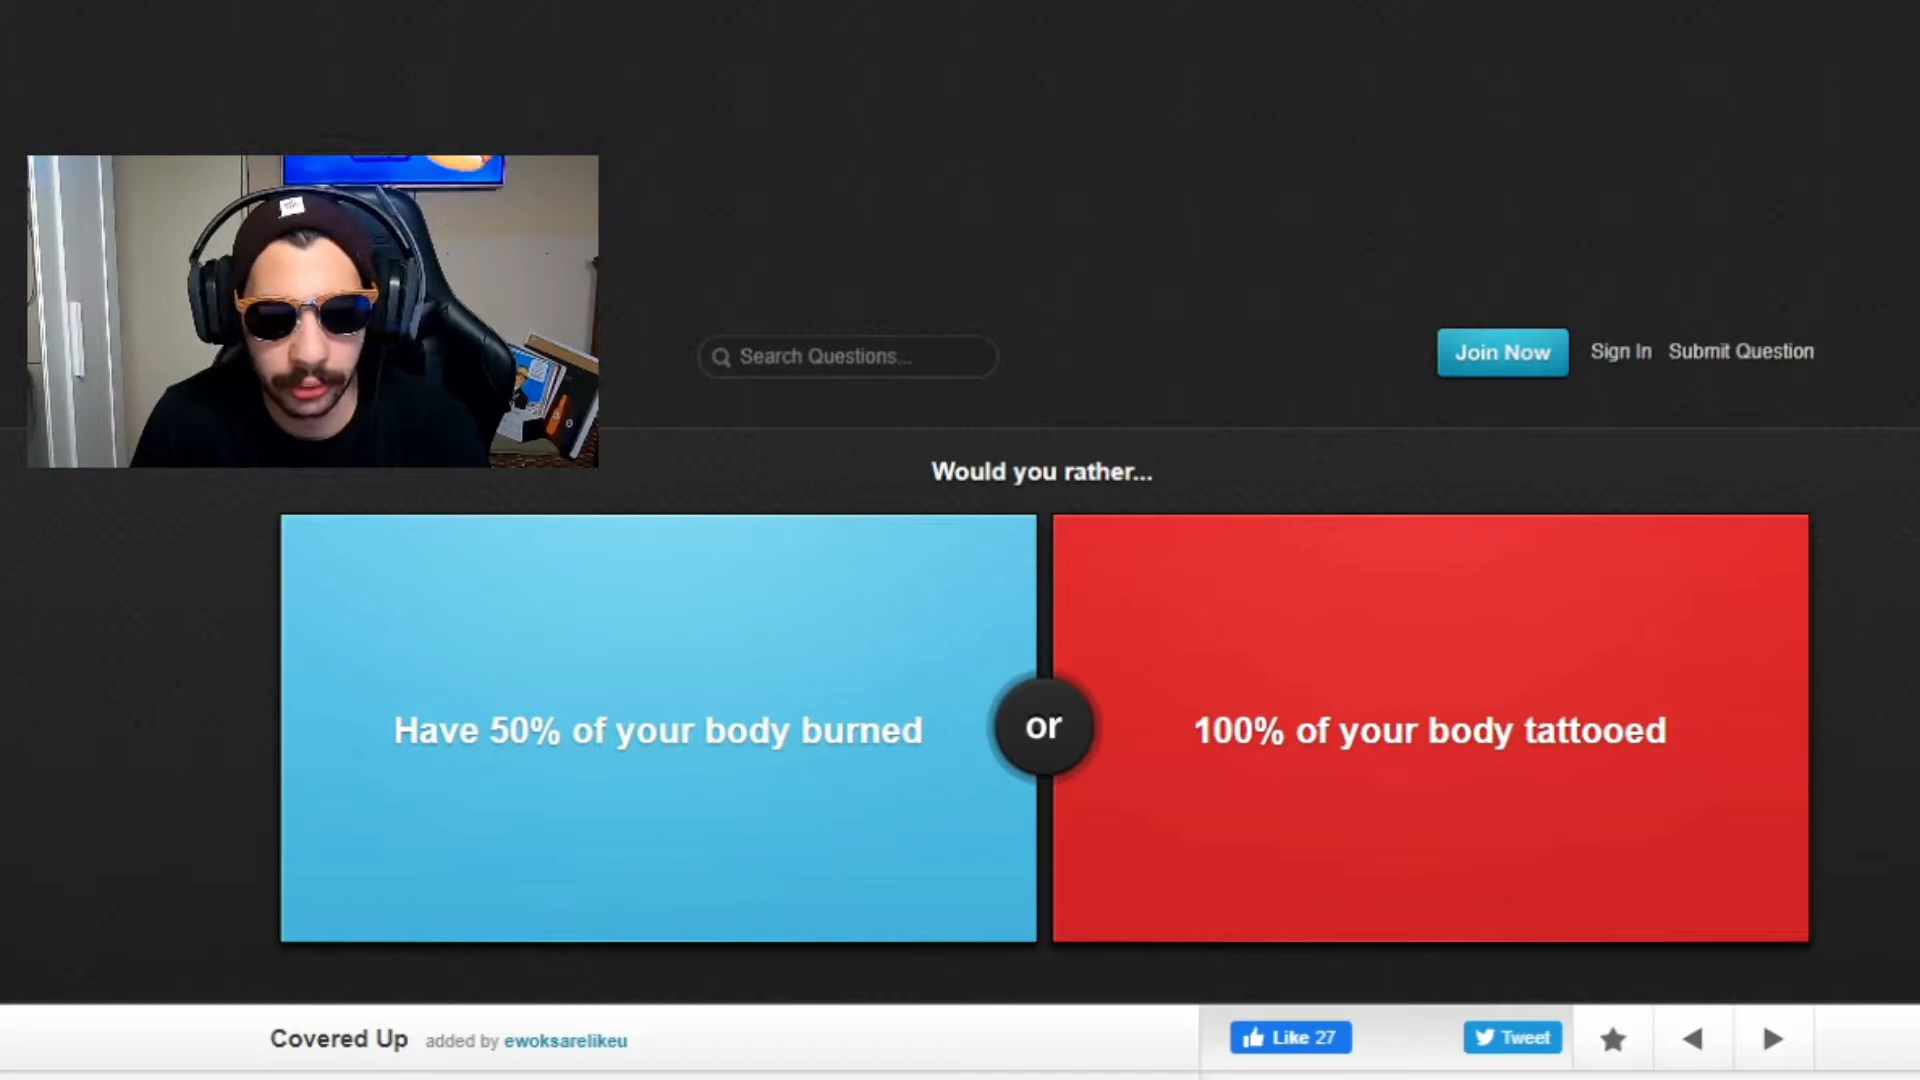 Search Questions...
Join Now
Sign In
Submit Question
Would you rather...
Have 50% of your body burned
or
100% of your body tattooed
Covered Up added by ewoksarelikeu
Like 27
Tweet